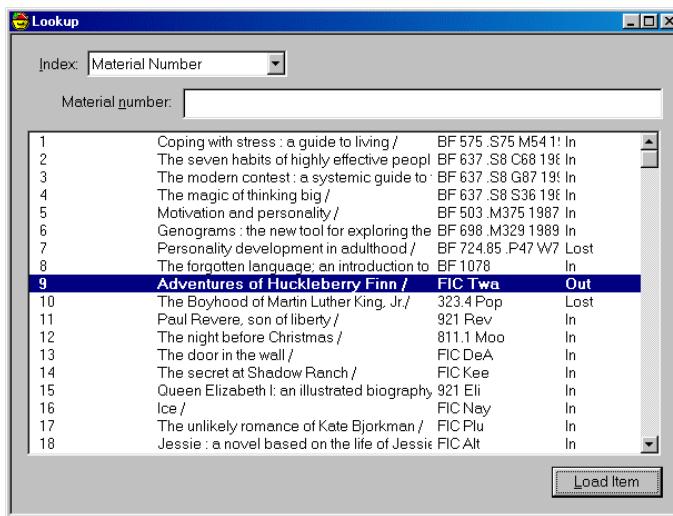 Lookup
Index: Material Number
Material number:
1 Coping with stress : a guide to living / BF 575 .S75 M54 1! In
2 The seven habits of highly effective peopl BF 637 .S8 C68 198 In
3 The modern contest : a systemic guide to BF 637 .S8 G87 199 In
4 The magic of thinking big / BF 637 .S8 S36 198 In
5 Motivation and personality / BF 503 .M375 1987 In
6 Genograms : the new tool for exploring the BF 698 .M329 1989 In
7 Personality development in adulthood / BF 724.85 .P47 W7 Lost
8 The forgotten language; an introduction to BF 1078 In
9 Adventures of Huckleberry Finn / FIC Twa Out
10 The Boyhood of Martin Luther King, Jr./ 323.4 Pop Lost
11 Paul Revere, son of liberty / 921 Rev In
12 The night before Christmas / 811.1 Moo In
13 The door in the wall / FIC DeA In
14 The secret at Shadow Ranch / FIC Kee In
15 Queen Elizabeth I: an illustrated biography 921 Eli In
16 Ice / FIC Nay In
17 The unlikely romance of Kate Bjorkman / FIC Plu In
18 Jessie : a novel based on the life of Jessie FIC Alt In
Load Item